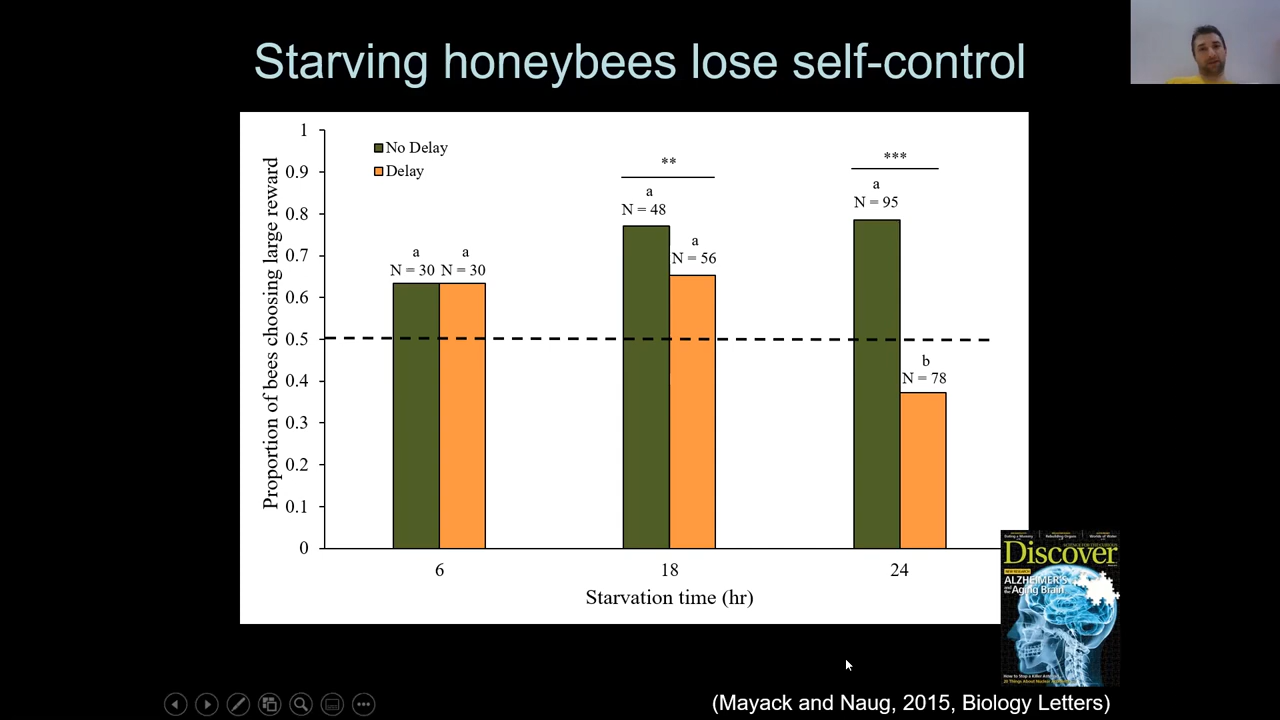 Starving honeybees lose self-control
Proportion of bees choosing large reward
1
0.9
0.8
0.7
0.6
0.5
0.4
0.3
0.2
0.1
0
No Delay
Delay
a
N = 30
a
N = 30
**
a
N = 48
a
N = 56
***
a
N = 95
b
N = 78
6
18
24
Starvation time (hr)
Discover
ALZHEIMER'S
and the Aging Brain
(Mayack and Naug, 2015, Biology Letters)